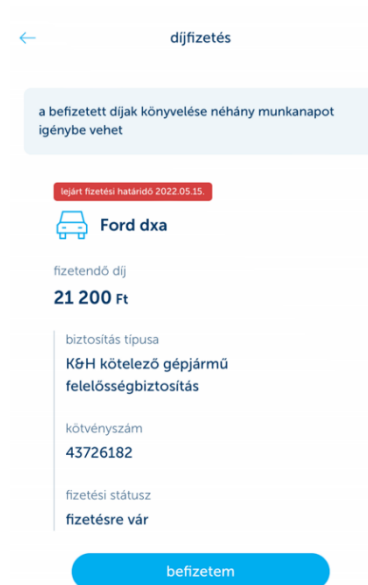 díjfizetés
a befizetett díjak könyvelése néhány munkanapot
igénybe vehet
lejárt fizetési határidő 2022.05.15.
Ford dxa
fizetendő díj
21 200 Ft
biztosítás típusa
K&H kötelező gépjármű
felelősségbiztosítás
kötvényszám
43726182
fizetési státusz
fizetésre vár
befizetem